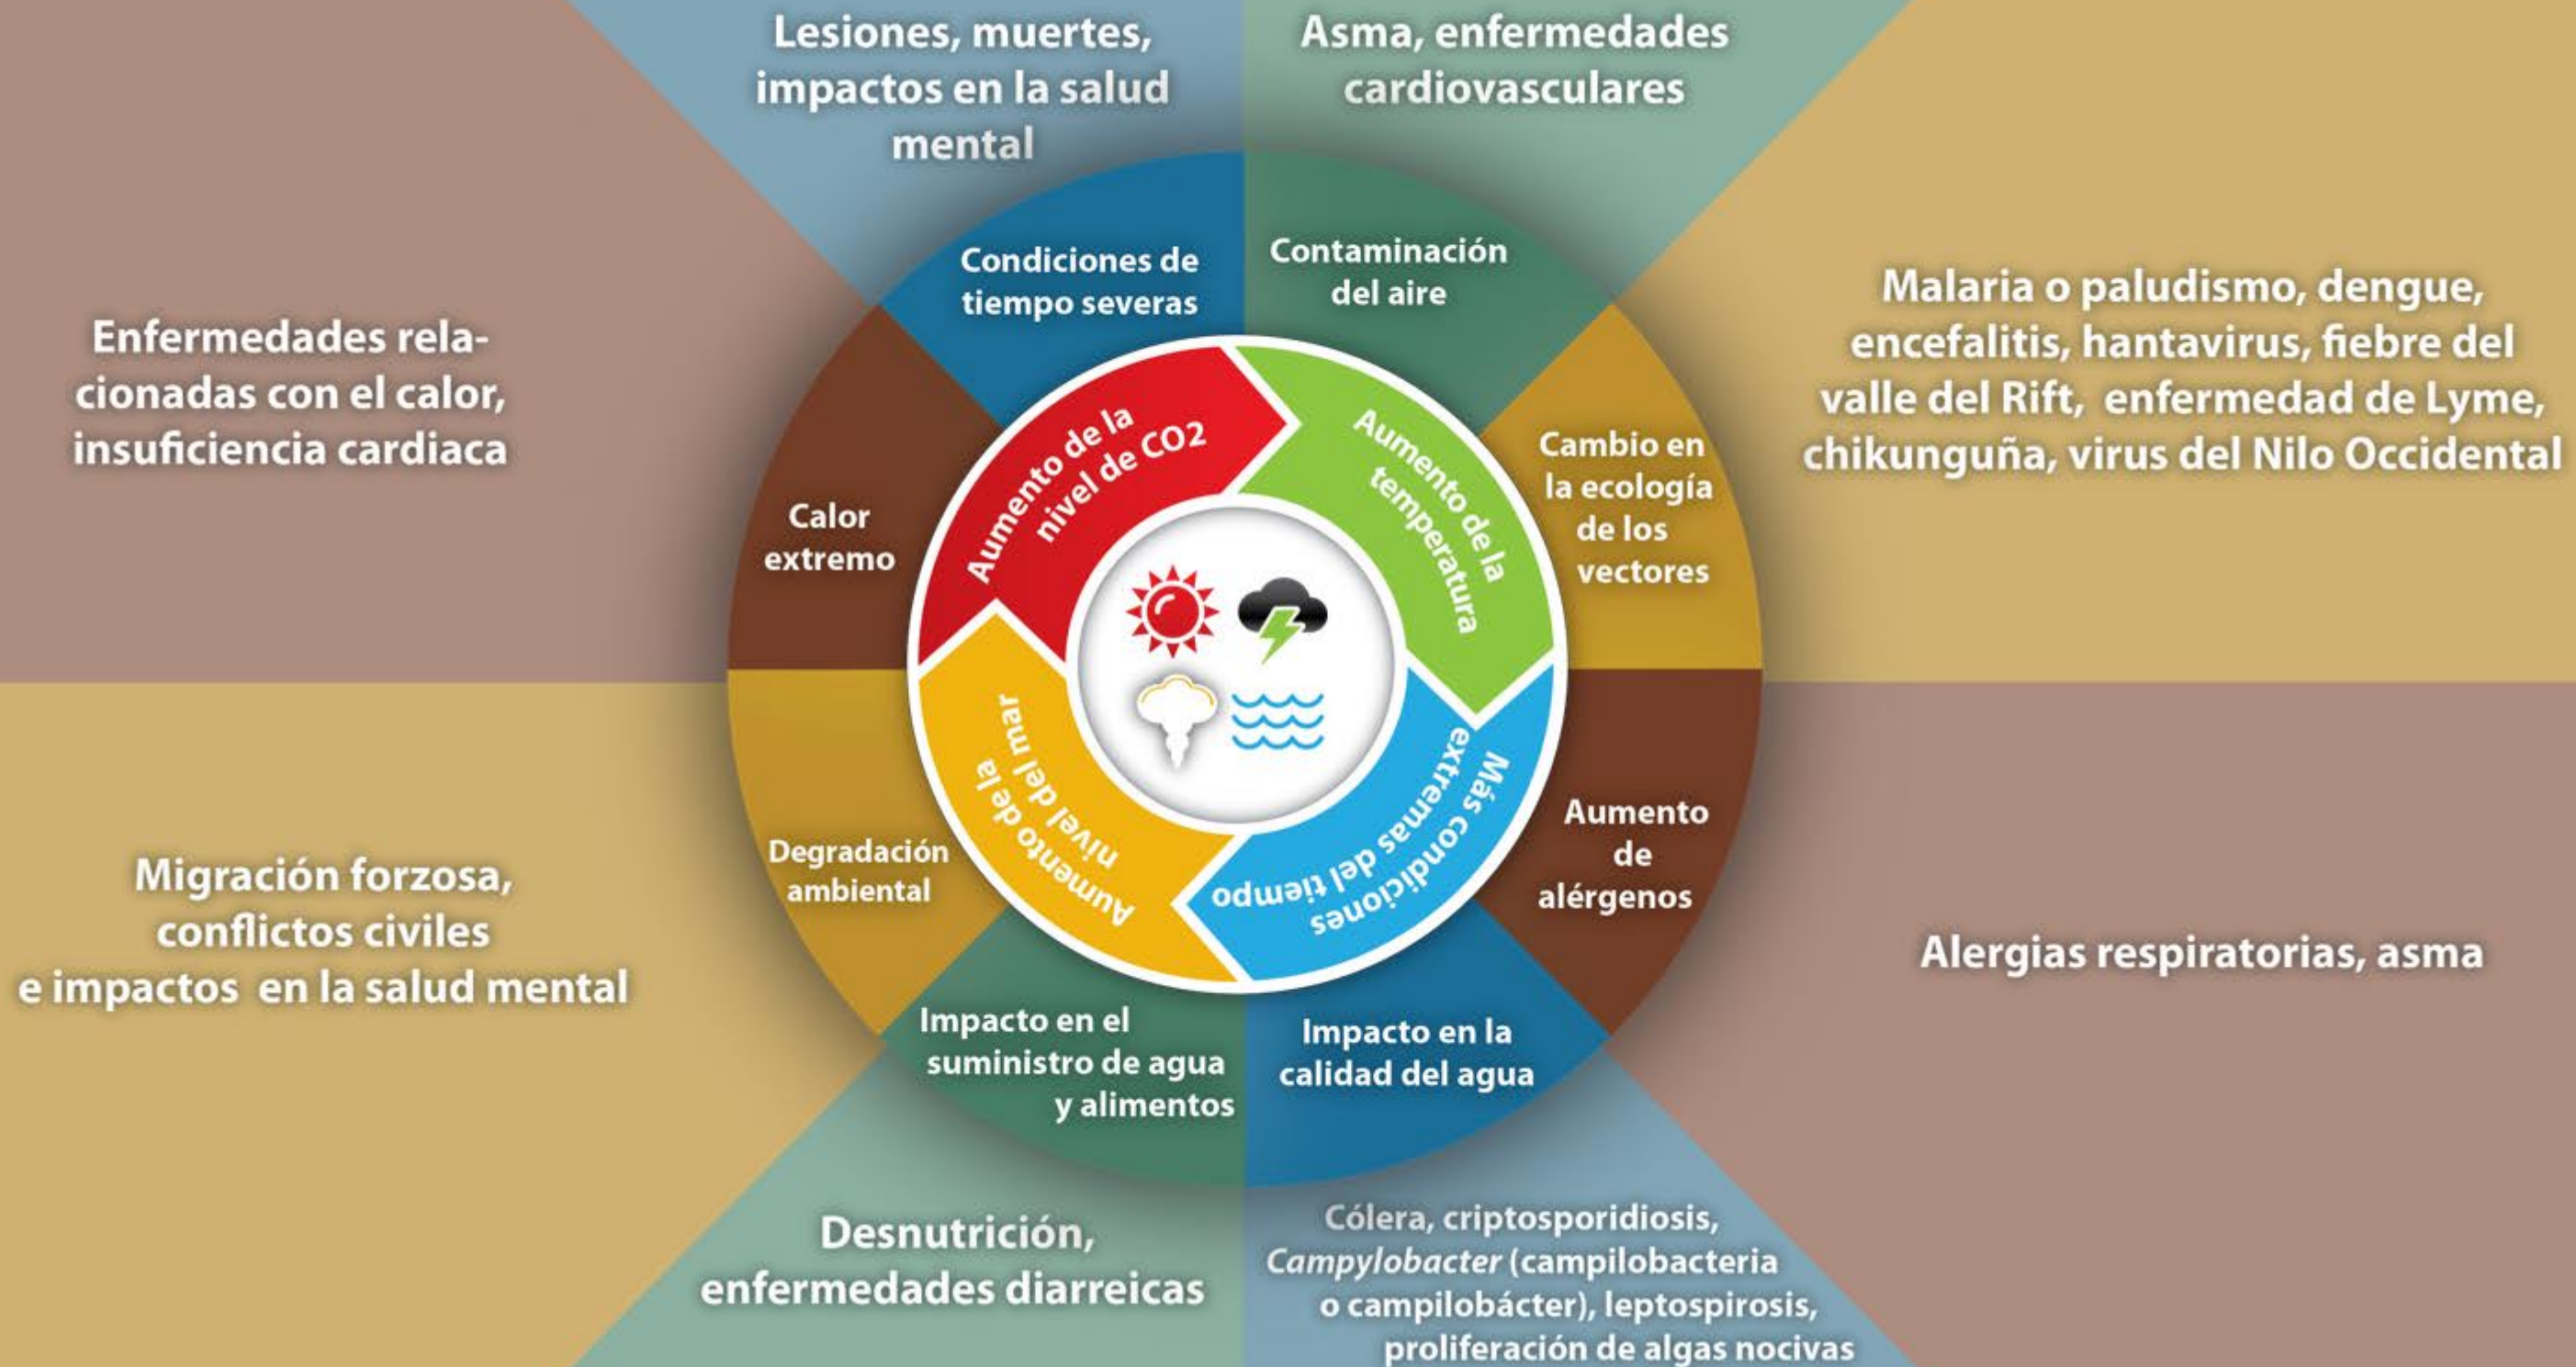 Lesiones, muertes,
impactos en la salud
mental
Asma, enfermedades
cardiovasculares
Malaria o paludismo, dengue,
encefalitis, hantavirus, fiebre del
valle del Rift, enfermedad de Lyme,
chikunguña, virus del Nilo Occidental
Alergias respiratorias, asma
Cólera, criptosporidiosis,
Campylobacter (campilobacteria
o campilobácter), leptospirosis,
proliferación de algas nocivas
Desnutrición,
enfermedades diarreicas
Migración forzosa,
conflictos civiles
e impactos en la salud mental
Enfermedades rela-
cionadas con el calor,
insuficiencia cardiaca
Condiciones de
tiempo severas
Contaminación
del aire
Cambio en
la ecología
de los
vectores
Aumento
de
alérgenos
Impacto en la
calidad del agua
Impacto en el
suministro de agua
y alimentos
Degradación
ambiental
Calor
extremo
Aumento de la
nivel de CO2
Aumento de la
temperatura
Más condiciones
extremas del tiempo
Aumento de la
nivel del mar